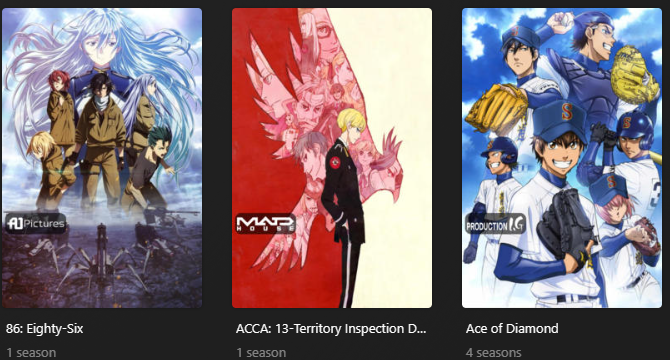 A1 Pictures
MAD
HOUSE
PRODUCTION I.G
S
S
S
86: Eighty-Six
ACCA: 13-Territory Inspection D...
Ace of Diamond
1 season
1 season
4 seasons